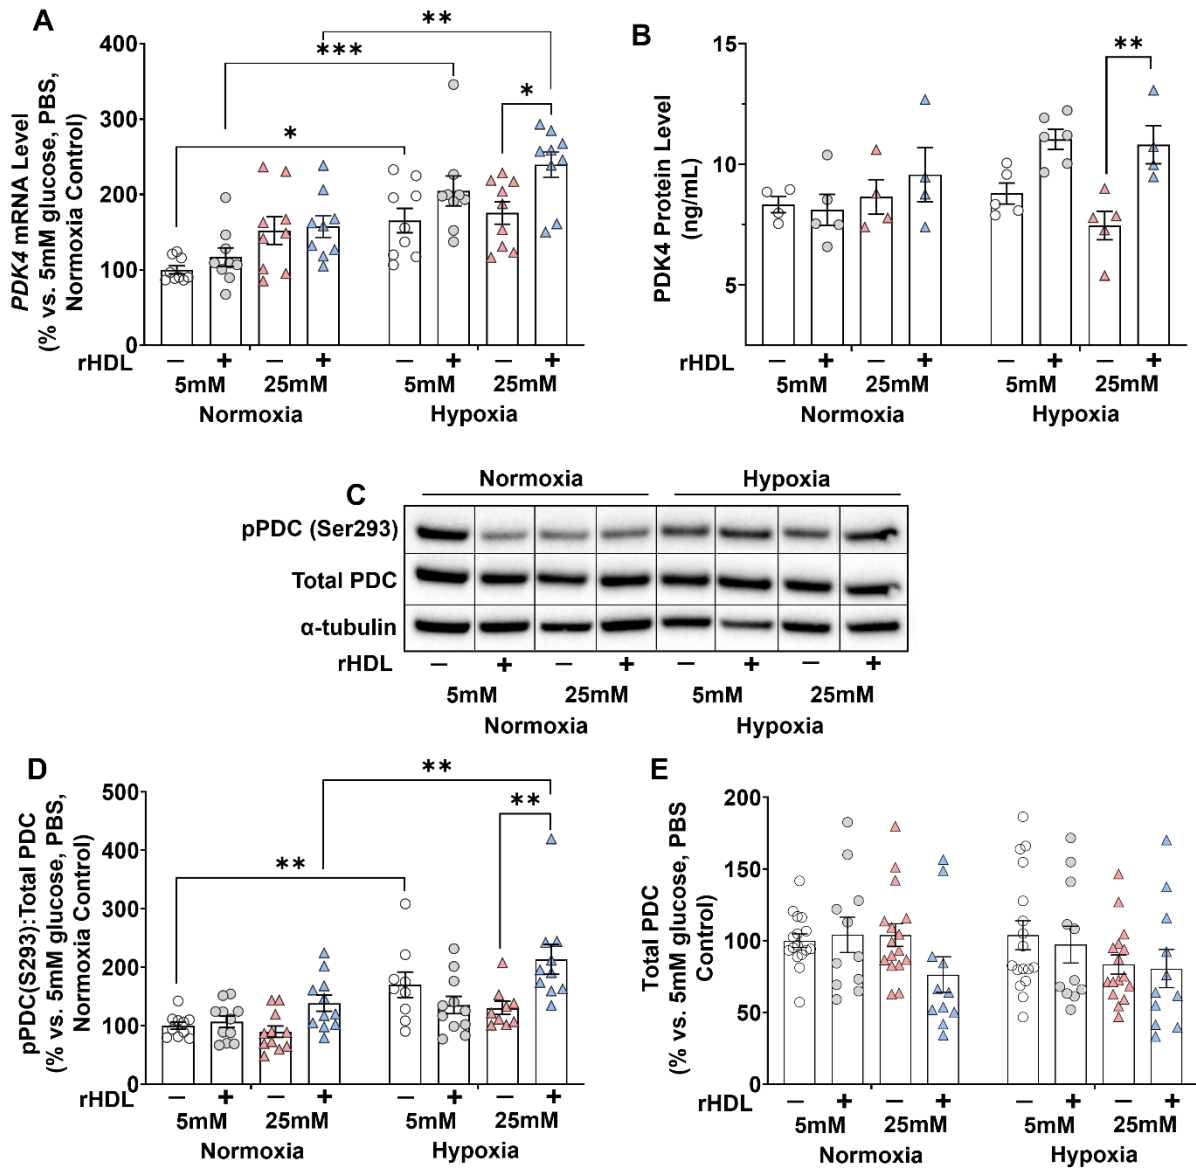 A
PDK4 mRNA Level
(% vs. 5mM glucose, PBS,
Normoxia Control)
400
300
200
100
0
*
***
**
*
rHDL
− + − + − + − +
5mM 25mM 5mM 25mM
Normoxia Hypoxia
B
PDK4 Protein Level
(ng/mL)
15
10
5
**
rHDL
− + − + − + − +
5mM 25mM 5mM 25mM
Normoxia Hypoxia
C
Normoxia Hypoxia
pPDC (Ser293)
Total PDC
α-tubulin
rHDL − + − + − + − +
5mM 25mM 5mM 25mM
Normoxia Hypoxia
D
pPDC(S293):Total PDC
(% vs. 5mM glucose, PBS,
Normoxia Control)
500
400
300
200
100
0
**
**
**
rHDL
− + − + − + − +
5mM 25mM 5mM 25mM
Normoxia Hypoxia
E
Total PDC
(% vs. 5mM glucose, PBS
Control)
200
150
100
50
0
rHDL
− + − + − + − +
5mM 25mM 5mM 25mM
Normoxia Hypoxia